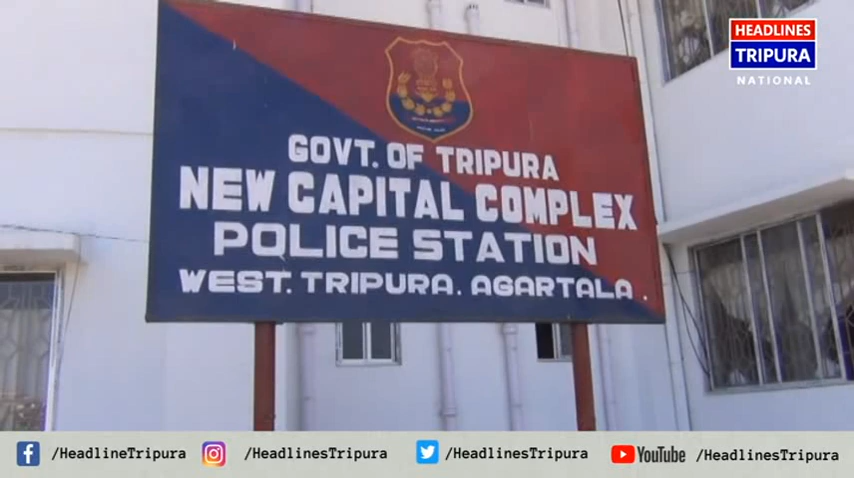 HEADLINES
TRIPURA
NATIONAL
GOVT. OF TRIPURA
NEW CAPITAL COMPLEX
POLICE STATION
WEST. TRIPURA. AGARTALA.
/HeadlineTripura /HeadlinesTripura /HeadlinesTripura YouTube /HeadlinesTripura